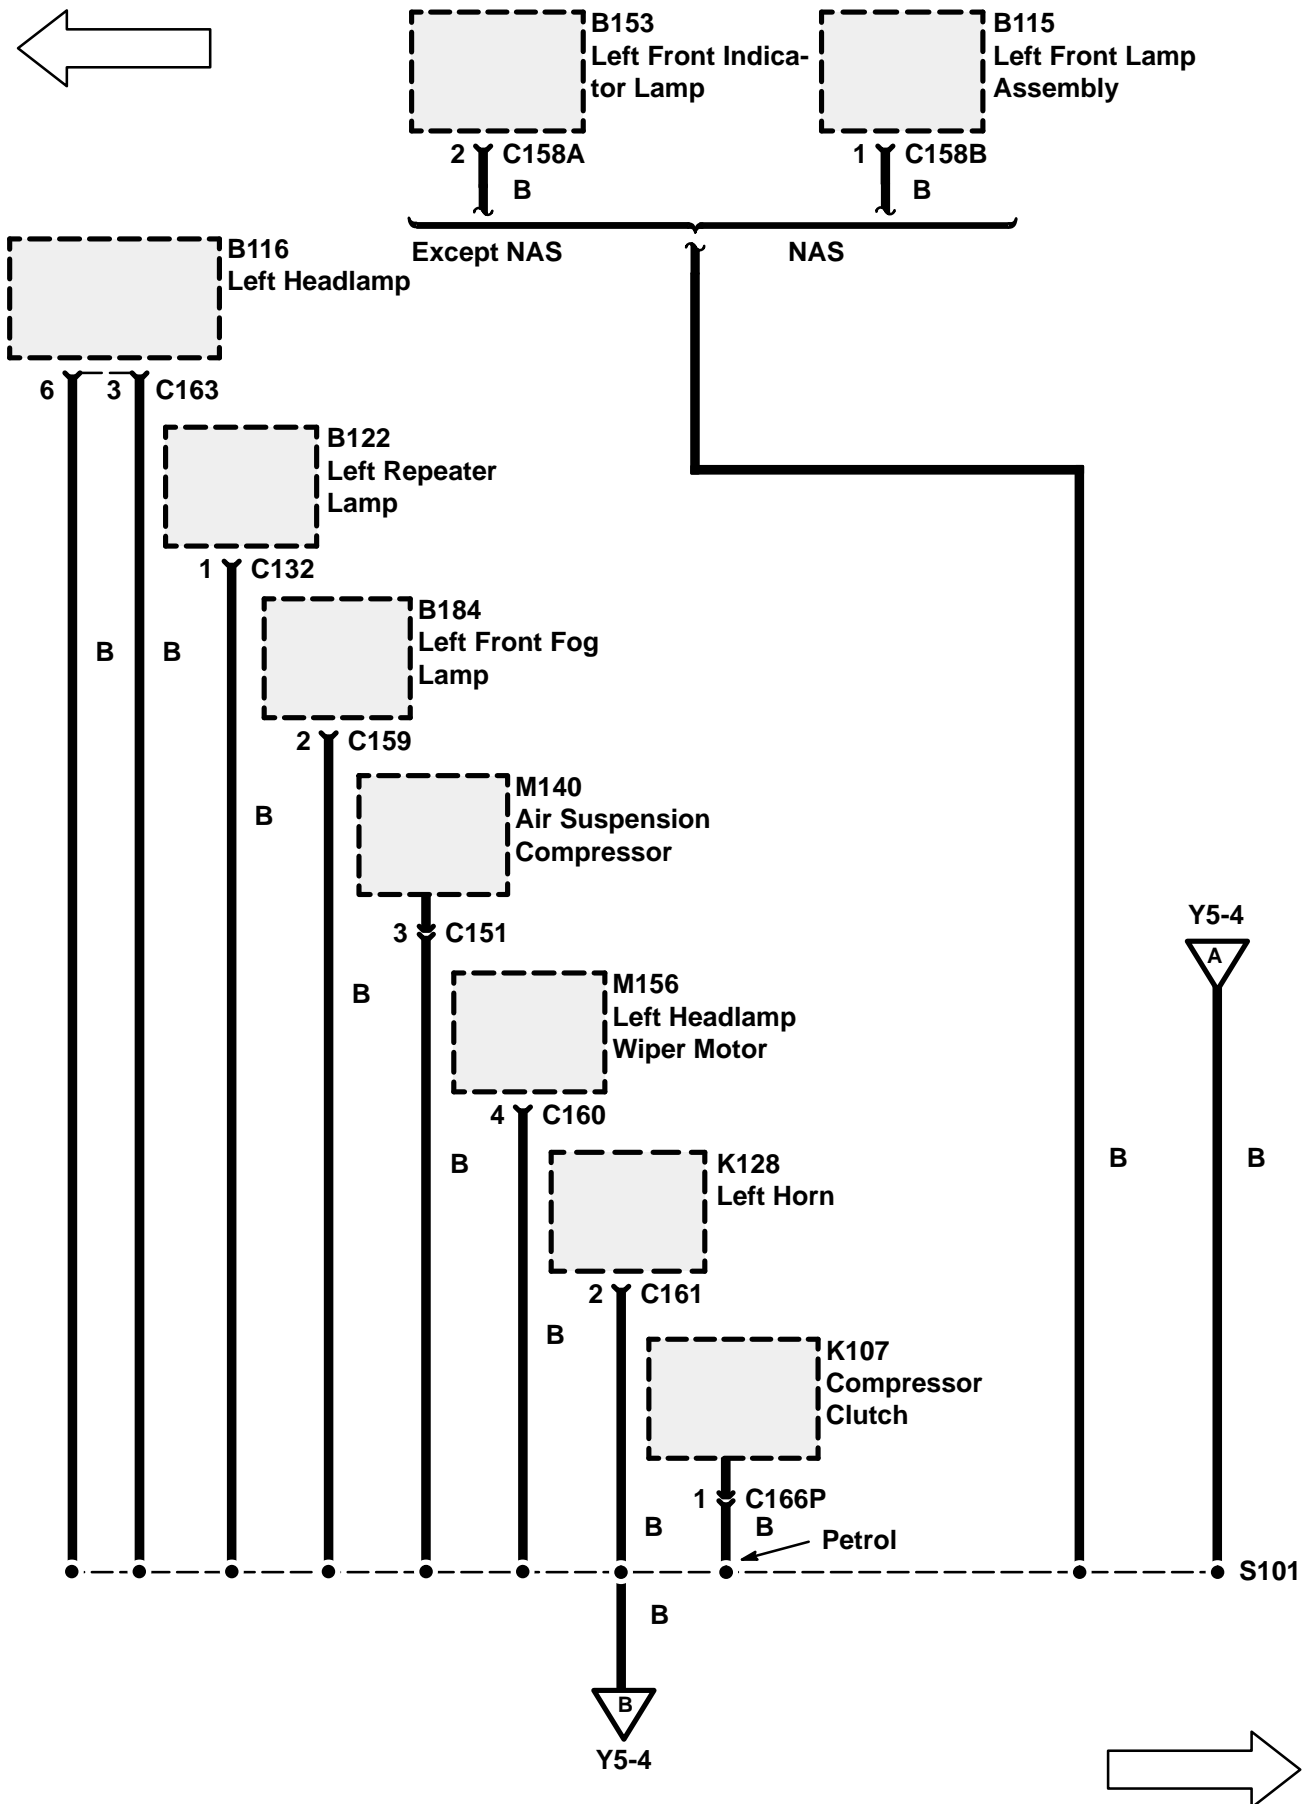 B153
Left Front Indica-
tor Lamp
B115
Left Front Lamp
Assembly
2 C158A
1 C158B
B
B
Except NAS
NAS
B116
Left Headlamp
6 3 C163
B122
Left Repeater
Lamp
1 C132
B184
Left Front Fog
Lamp
B B
2 C159
M140
Air Suspension
Compressor
B
3 C151
Y5-4
A
M156
Left Headlamp
Wiper Motor
B
4 C160
K128
Left Horn
B
B
B
2 C161
B
K107
Compressor
Clutch
1 C166P
B
B
Petrol
S101
B
B
Y5-4